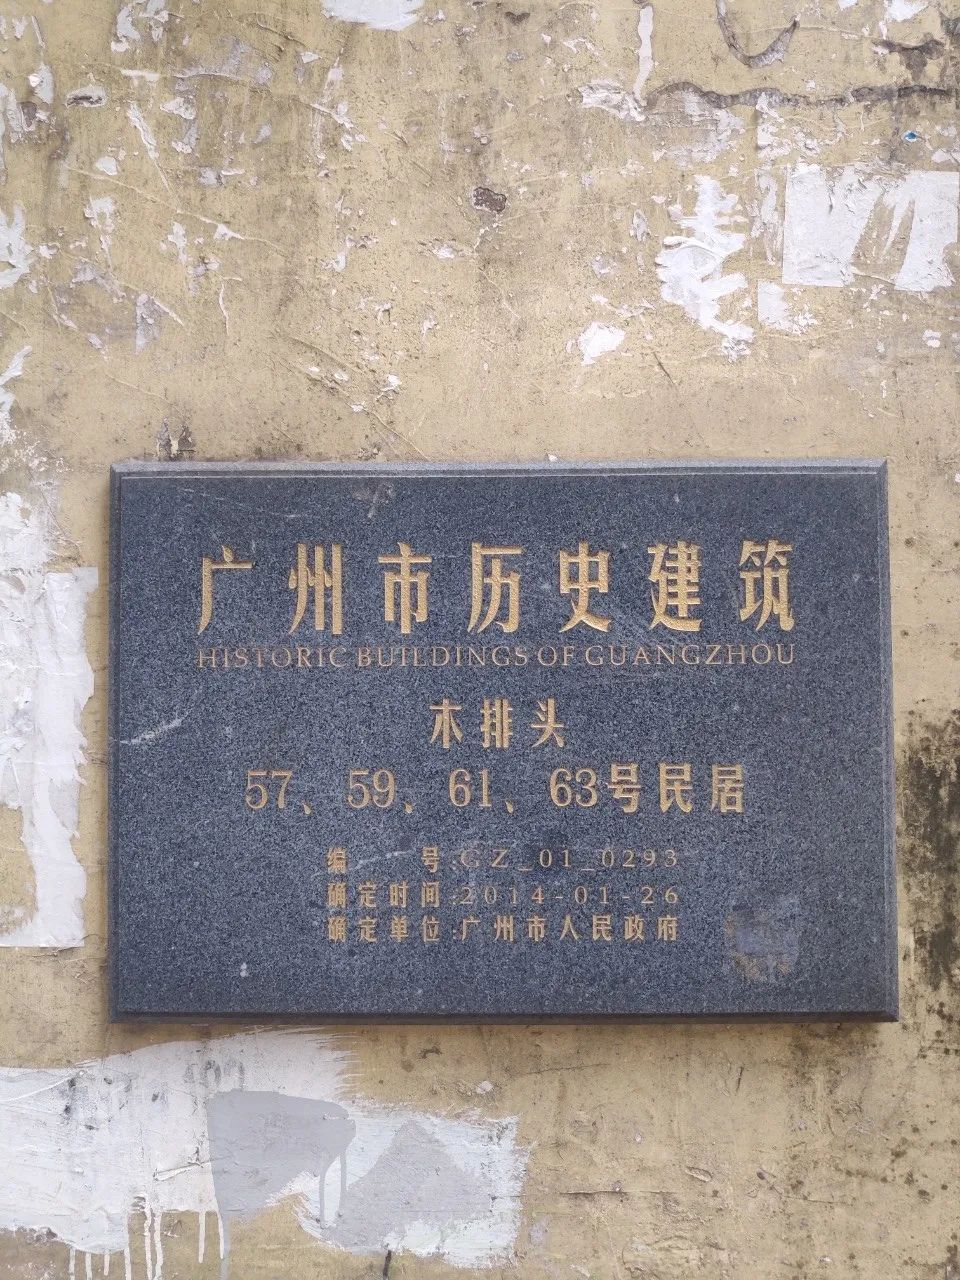 广州市历史建筑
HISTORIC BUILDINGS OF GUANGZHOU
木排头
57、59、61、63号民居
编 号:GZ_01_0293
确定时间:2014-01-26
确定单位:广州市人民政府